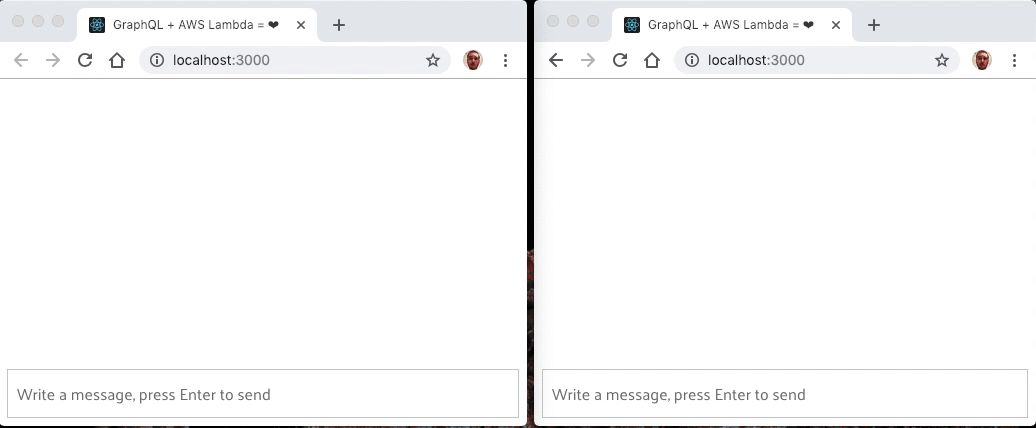 GraphQL + AWS Lambda = ❤
localhost:3000
Write a message, press Enter to send
GraphQL + AWS Lambda = ❤
localhost:3000
Write a message, press Enter to send